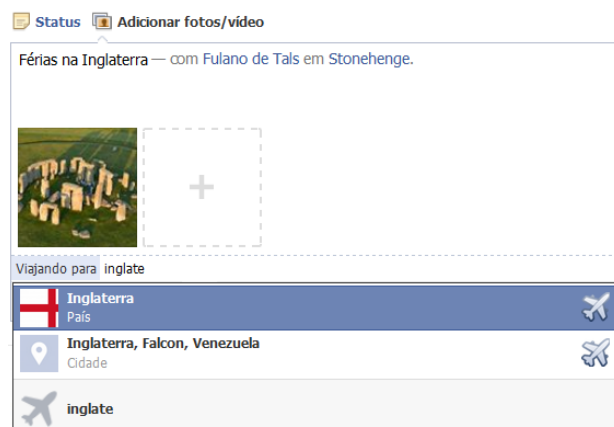 Status Adicionar fotos/vídeo
Férias na Inglaterra — com Fulano de Tals em Stonehenge.
Viajando para inglate
Inglaterra
País
Inglaterra, Falcon, Venezuela
Cidade
inglate